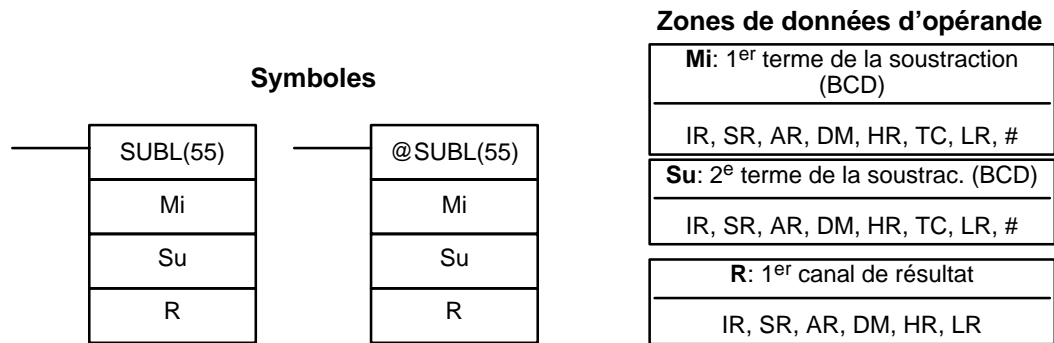 Zones de données d'opérande
Symboles
Mi: 1er terme de la soustraction
(BCD)
IR, SR, AR, DM, HR, TC, LR, #
Su: 2e terme de la soustrac. (BCD)
IR, SR, AR, DM, HR, TC, LR, #
R: 1er canal de résultat
IR, SR, AR, DM, HR, LR
SUBL(55)
Mi
Su
R
@SUBL(55)
Mi
Su
R